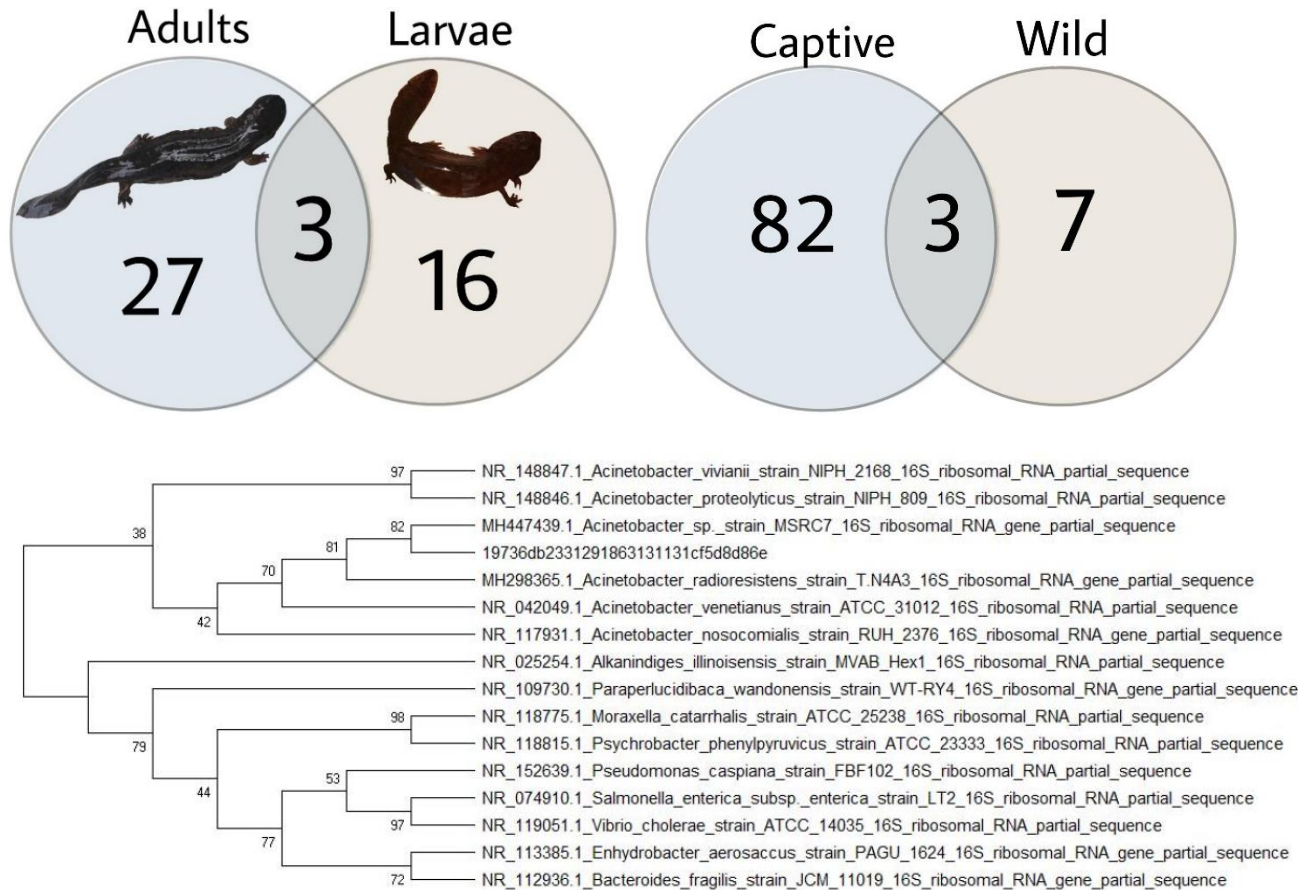 Adults
Larvae
Captive
Wild
27
3
16
82
3
7
97
NR_148847.1_Acinetobacter_vivianii_strain_NIPH_2168_16S_ribosomal_RNA_partial_sequence
NR_148846.1_Acinetobacter_proteolyticus_strain_NIPH_809_16S_ribosomal_RNA_partial_sequence
38
82
MH447439.1_Acinetobacter_sp._strain_MSRC7_16S_ribosomal_RNA_gene_partial_sequence
81
19736db2331291863131131cf5d8d86e
70
MH298365.1_Acinetobacter_radioresistens_strain_T.N4A3_16S_ribosomal_RNA_gene_partial_sequence
NR_042049.1_Acinetobacter_venetianus_strain_ATCC_31012_16S_ribosomal_RNA_partial_sequence
42
NR_117931.1_Acinetobacter_nosocomialis_strain_RUH_2376_16S_ribosomal_RNA_gene_partial_sequence
NR_025254.1_Alkanindiges_illinoisensis_strain_MVAB_Hex1_16S_ribosomal_RNA_partial_sequence
NR_109730.1_Paraperlucidibaca_wandonensis_strain_WT-RY4_16S_ribosomal_RNA_gene_partial_sequence
98
NR_118775.1_Moraxella_catarrhalis_strain_ATCC_25238_16S_ribosomal_RNA_partial_sequence
79
NR_118815.1_Psychrobacter_phenylpyruvicus_strain_ATCC_23333_16S_ribosomal_RNA_partial_sequence
53
NR_152639.1_Pseudomonas_caspiana_strain_FBF102_16S_ribosomal_RNA_partial_sequence
44
NR_074910.1_Salmonella_enterica_subsp._enterica_strain_LT2_16S_ribosomal_RNA_partial_sequence
97
NR_119051.1_Vibrio_cholerae_strain_ATCC_14035_16S_ribosomal_RNA_partial_sequence
77
NR_113385.1_Enhydrobacter_aerosaccus_strain_PAGU_1624_16S_ribosomal_RNA_gene_partial_sequence
72
NR_112936.1_Bacteroides_fragilis_strain_JCM_11019_16S_ribosomal_RNA_gene_partial_sequence